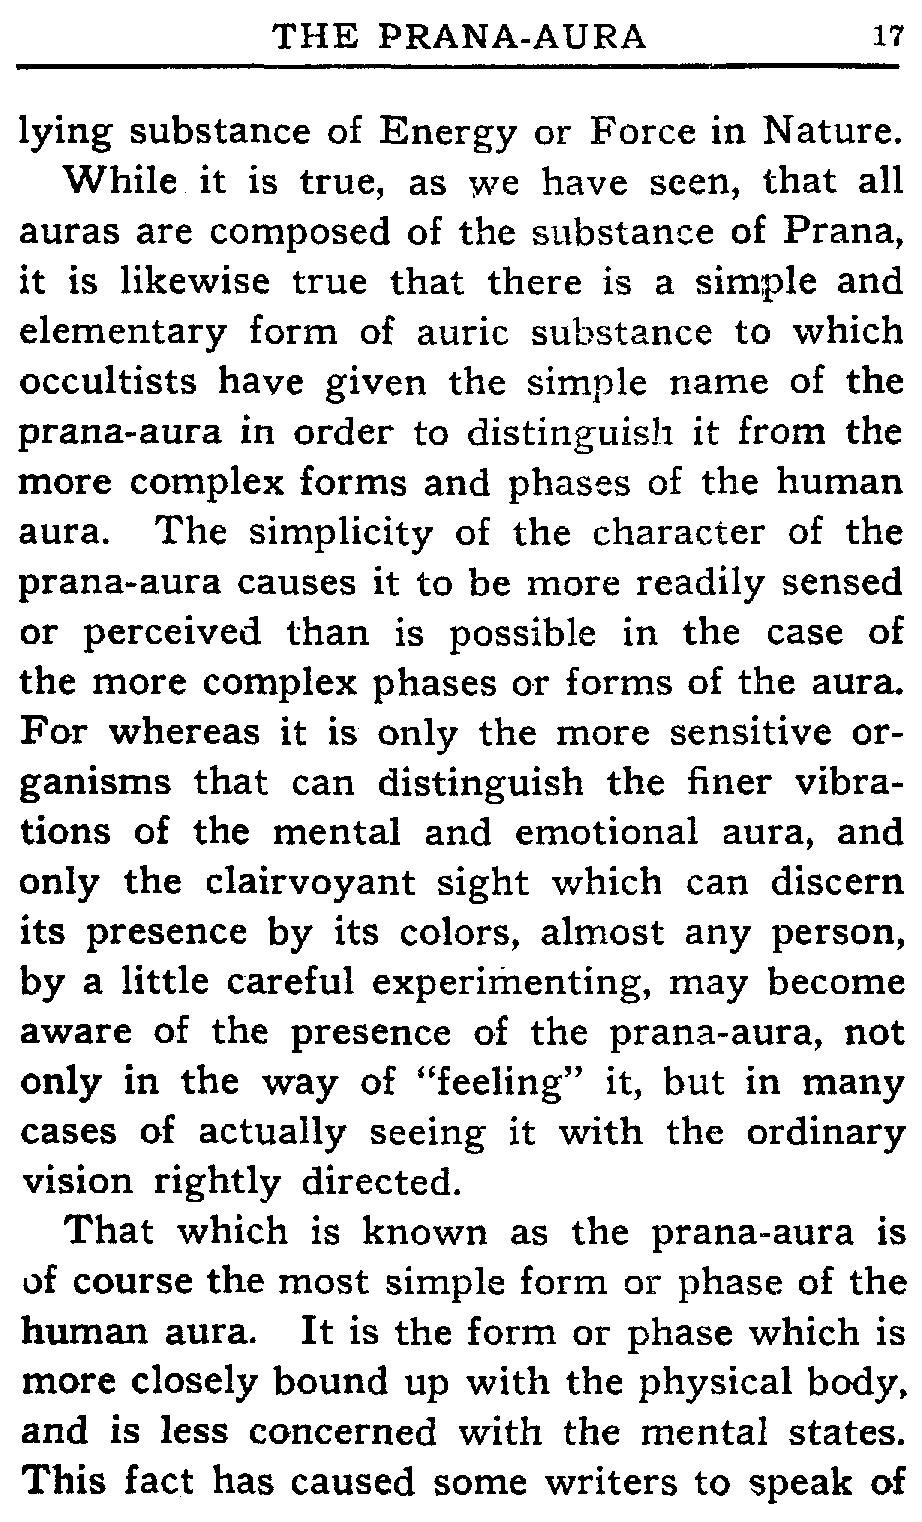 THE PRANA-AURA 17
lying substance of Energy or Force in Nature.
While it is true, as we have seen, that all
auras are composed of the substance of Prana,
it is likewise true that there is a simple and
elementary form of auric substance to which
occultists have given the simple name of the
prana-aura in order to distinguish it from the
more complex forms and phases of the human
aura. The simplicity of the character of the
prana-aura causes it to be more readily sensed
or perceived than is possible in the case of
the more complex phases or forms of the aura.
For whereas it is only the more sensitive or-
ganisms that can distinguish the finer vibra-
tions of the mental and emotional aura, and
only the clairvoyant sight which can discern
its presence by its colors, almost any person,
by a little careful experimenting, may become
aware of the presence of the prana-aura, not
only in the way of “feeling” it, but in many
cases of actually seeing it with the ordinary
vision rightly directed.
That which is known as the prana-aura is
of course the most simple form or phase of the
human aura. It is the form or phase which is
more closely bound up with the physical body,
and is less concerned with the mental states.
This fact has caused some writers to speak of